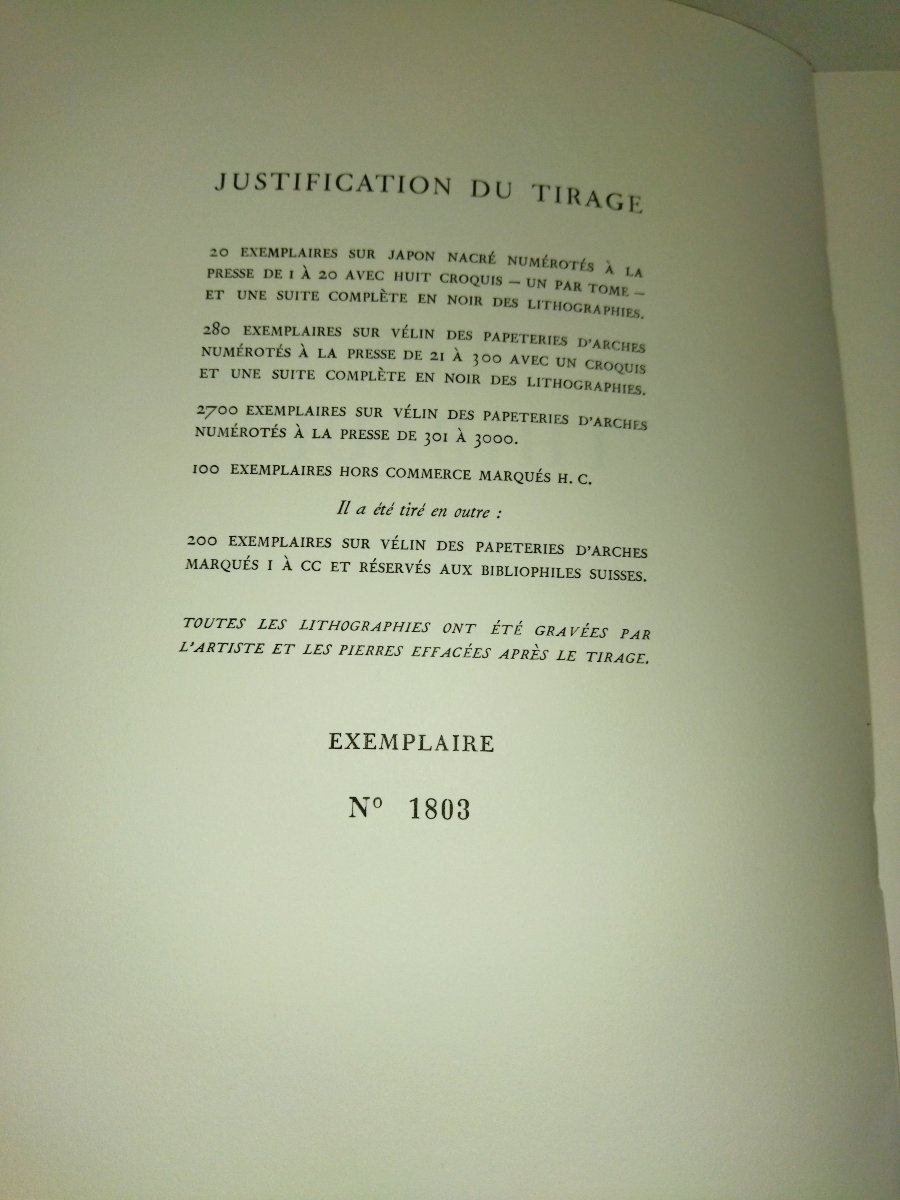 JUSTIFICATION DU TIRAGE
20 EXEMPLAIRES SUR JAPON NACRÉ NUMÉROTÉS À LA
PRESSE DE 1 À 20 AVEC HUIT CROQUIS — UN PAR TOME —
ET UNE SUITE COMPLÈTE EN NOIR DES LITHOGRAPHIES.
280 EXEMPLAIRES SUR VÉLIN DES PAPETERIES D'ARCHES
NUMÉROTÉS À LA PRESSE DE 21 À 300 AVEC UN CROQUIS
ET UNE SUITE COMPLÈTE EN NOIR DES LITHOGRAPHIES.
2700 EXEMPLAIRES SUR VÉLIN DES PAPETERIES D'ARCHES
NUMÉROTÉS À LA PRESSE DE 301 À 3000.
100 EXEMPLAIRES HORS COMMERCE MARQUÉS H. C.
Il a été tiré en outre :
200 EXEMPLAIRES SUR VÉLIN DES PAPETERIES D'ARCHES
MARQUÉS I À CC ET RÉSERVÉS AUX BIBLIOPHILES SUISSES.
TOUTES LES LITHOGRAPHIES ONT ÉTÉ GRAVÉES PAR
L'ARTISTE ET LES PIERRES EFFACÉES APRÈS LE TIRAGE.
EXEMPLAIRE
Nº 1803